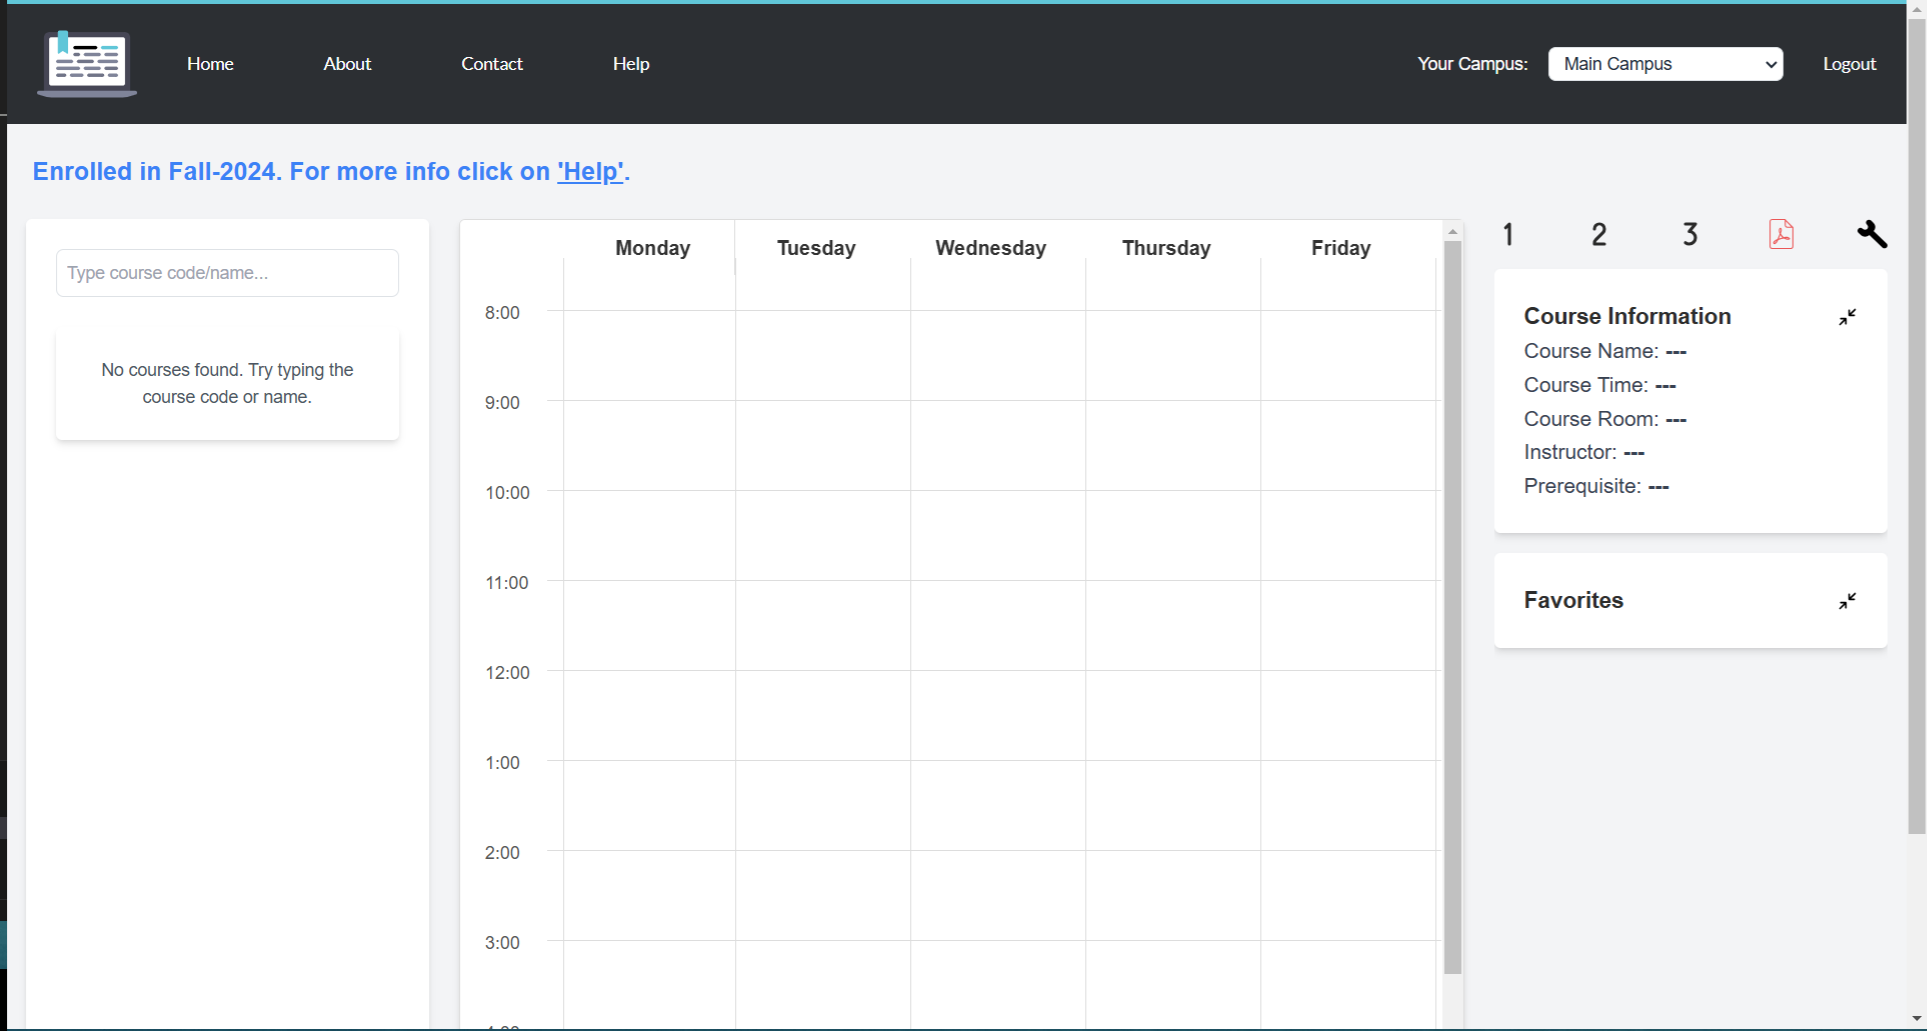 Home About Contact Help Your Campus: Main Campus Logout
Enrolled in Fall-2024. For more info click on 'Help'.
Type course code/name...
No courses found. Try typing the
course code or name.
Monday Tuesday Wednesday Thursday Friday
8:00
9:00
10:00
11:00
12:00
1:00
2:00
3:00
1 2 3
Course Information
Course Name: ---
Course Time: ---
Course Room: ---
Instructor: ---
Prerequisite: ---
Favorites